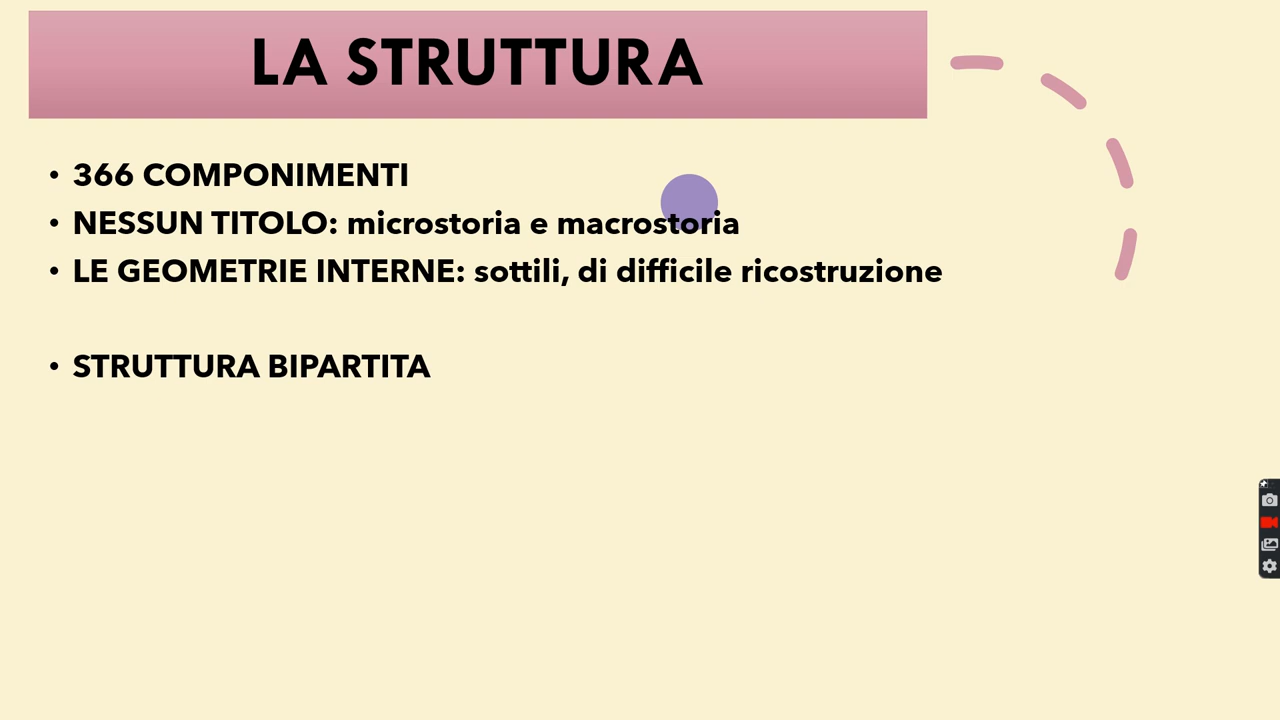 LA STRUTTURA
• 366 COMPONIMENTI
• NESSUN TITOLO: microstoria e macrostoria
• LE GEOMETRIE INTERNE: sottili, di difficile ricostruzione
• STRUTTURA BIPARTITA